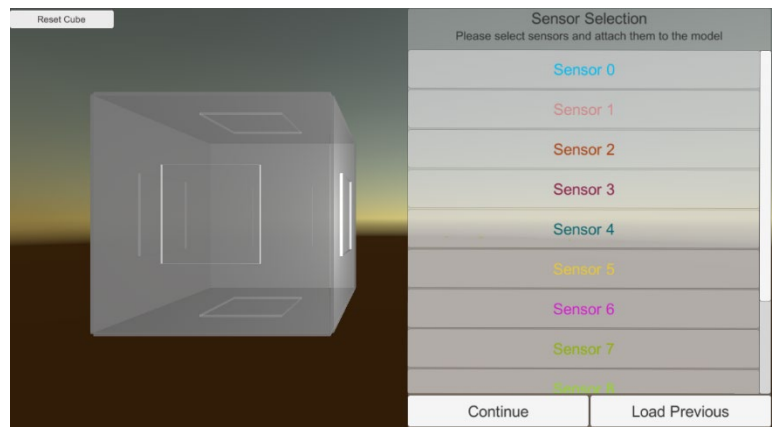 Reset Cube
Sensor Selection
Please select sensors and attach them to the model
Sensor 0
Sensor 1
Sensor 2
Sensor 3
Sensor 4
Sensor 5
Sensor 6
Sensor 7
Continue
Load Previous